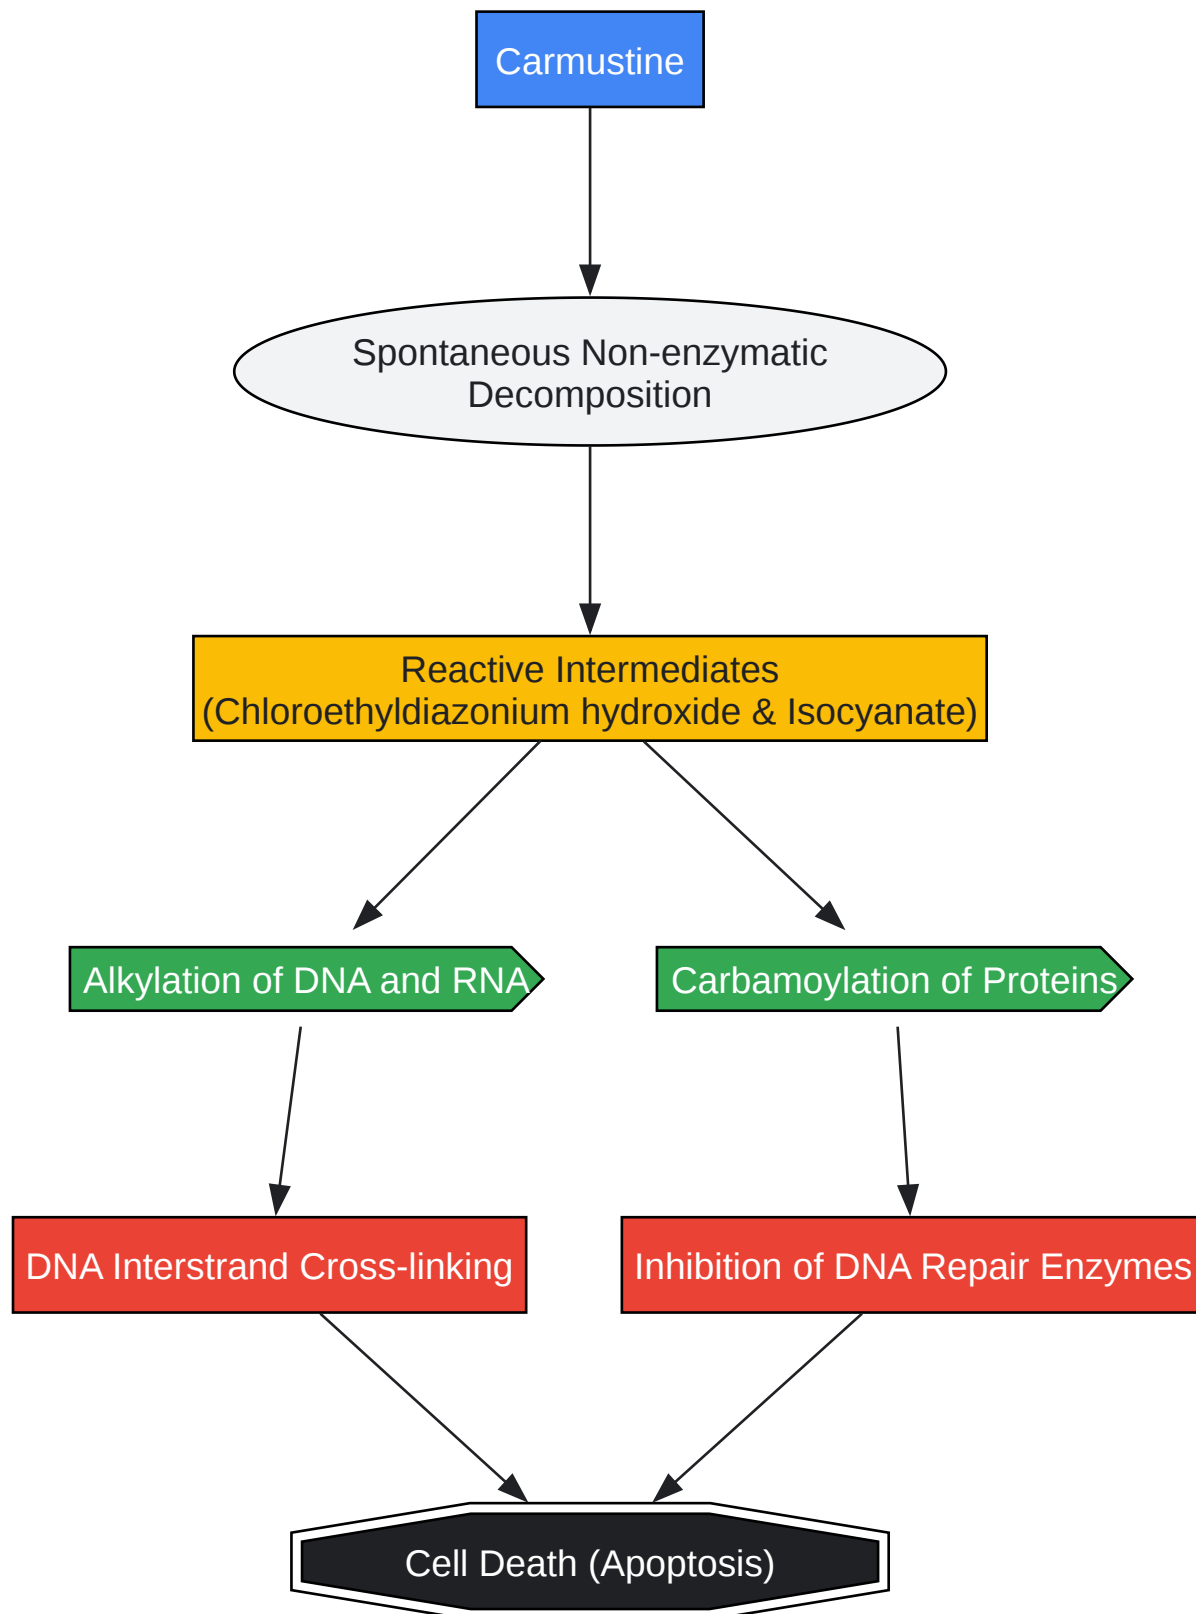 Carmustine
Spontaneous Non-enzymatic
Decomposition
Reactive Intermediates
(Chloroethyldiazonium hydroxide & Isocyanate)
Alkylation of DNA and RNA
Carbamoylation of Proteins
DNA Interstrand Cross-linking
Inhibition of DNA Repair Enzymes
Cell Death (Apoptosis)